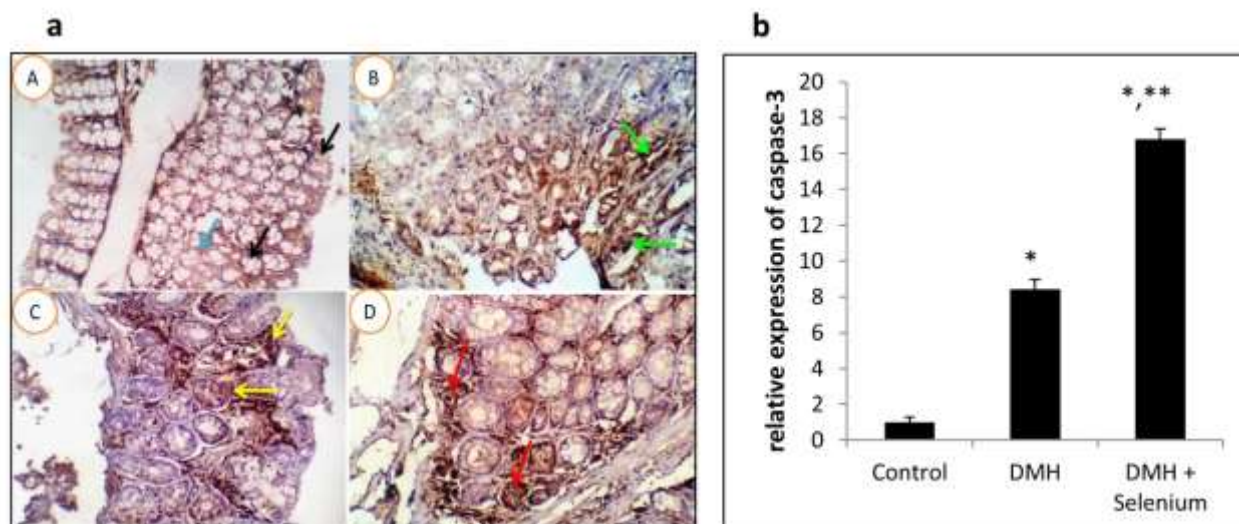 a
b
A
B
C
D
relative expression of caspase-3
20
18
16
14
12
10
8
6
4
2
0
*
*,**
Control
DMH
DMH +
Selenium